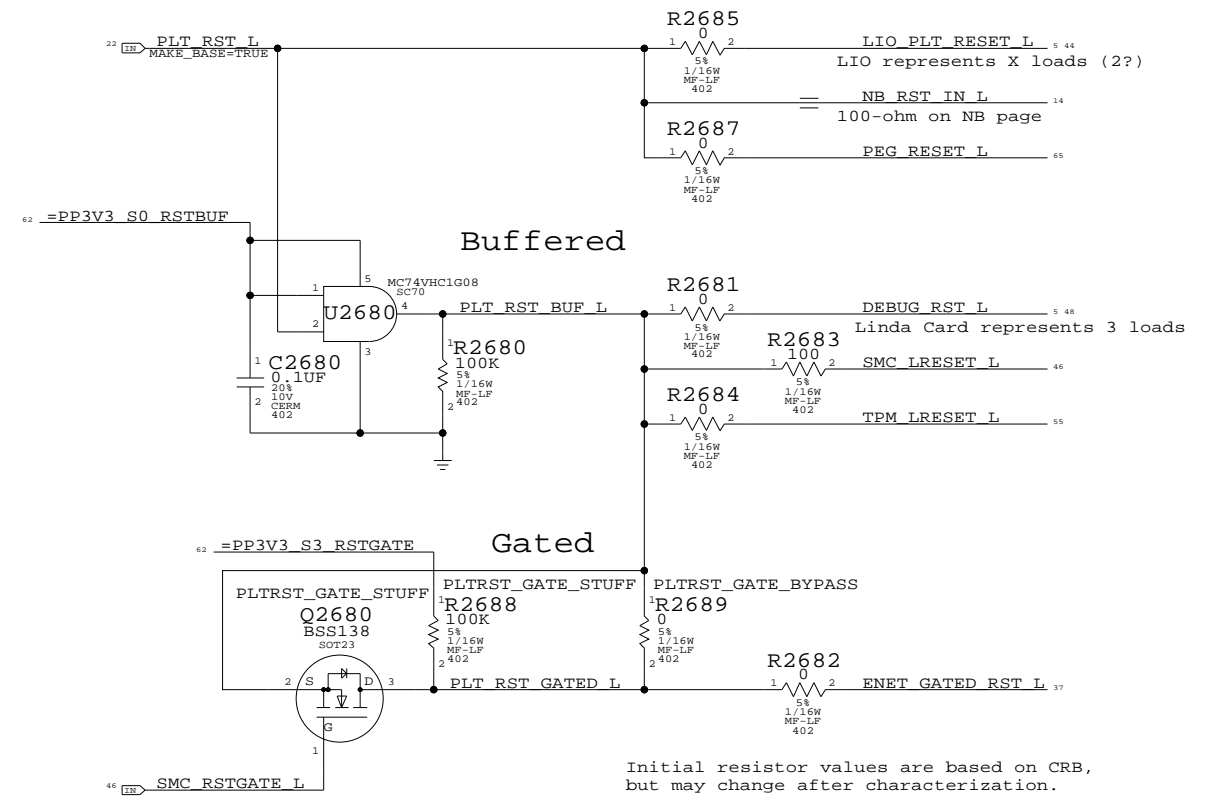 R2685
22 IN PLT_RST_L 1 0 2 LIO_PLT_RESET_L 5 44
MAKE_BASE=TRUE
5%
1/16W
MF-LF
402
LIO represents X loads (2?)
NB_RST_IN_L 14
100-ohm on NB page
R2687
1 0 2 PEG_RESET_L 65
5%
1/16W
MF-LF
402
62 =PP3V3_S0_RSTBUF
Buffered
5 MC74VHC1G08
SC70
1
U2680 4 PLT_RST_BUF_L
2
3
R2681
1 0 2 DEBUG_RST_L 5 48
5%
1/16W
MF-LF
402
Linda Card represents 3 loads
R2683
1 100 2 SMC_LRESET_L 46
5%
1/16W
MF-LF
402
1 C2680
0.1UF
20%
2 10V
CERM
402
1 R2680
100K
5%
1/16W
MF-LF
2 402
R2684
1 0 2 TPM_LRESET_L 55
5%
1/16W
MF-LF
402
Gated
62 =PP3V3_S3_RSTGATE
PLTRST_GATE_STUFF PLTRST_GATE_STUFF PLTRST_GATE_BYPASS
Q2680
BSS138
SOT23
1 R2688
100K
5%
1/16W
MF-LF
2 402
1 R2689
0
5%
1/16W
MF-LF
2 402
R2682
2 S D 3 PLT_RST_GATED_L 1 0 2 ENET_GATED_RST_L 37
5%
1/16W
MF-LF
402
G
1
46 IN SMC_RSTGATE_L
Initial resistor values are based on CRB,
but may change after characterization.